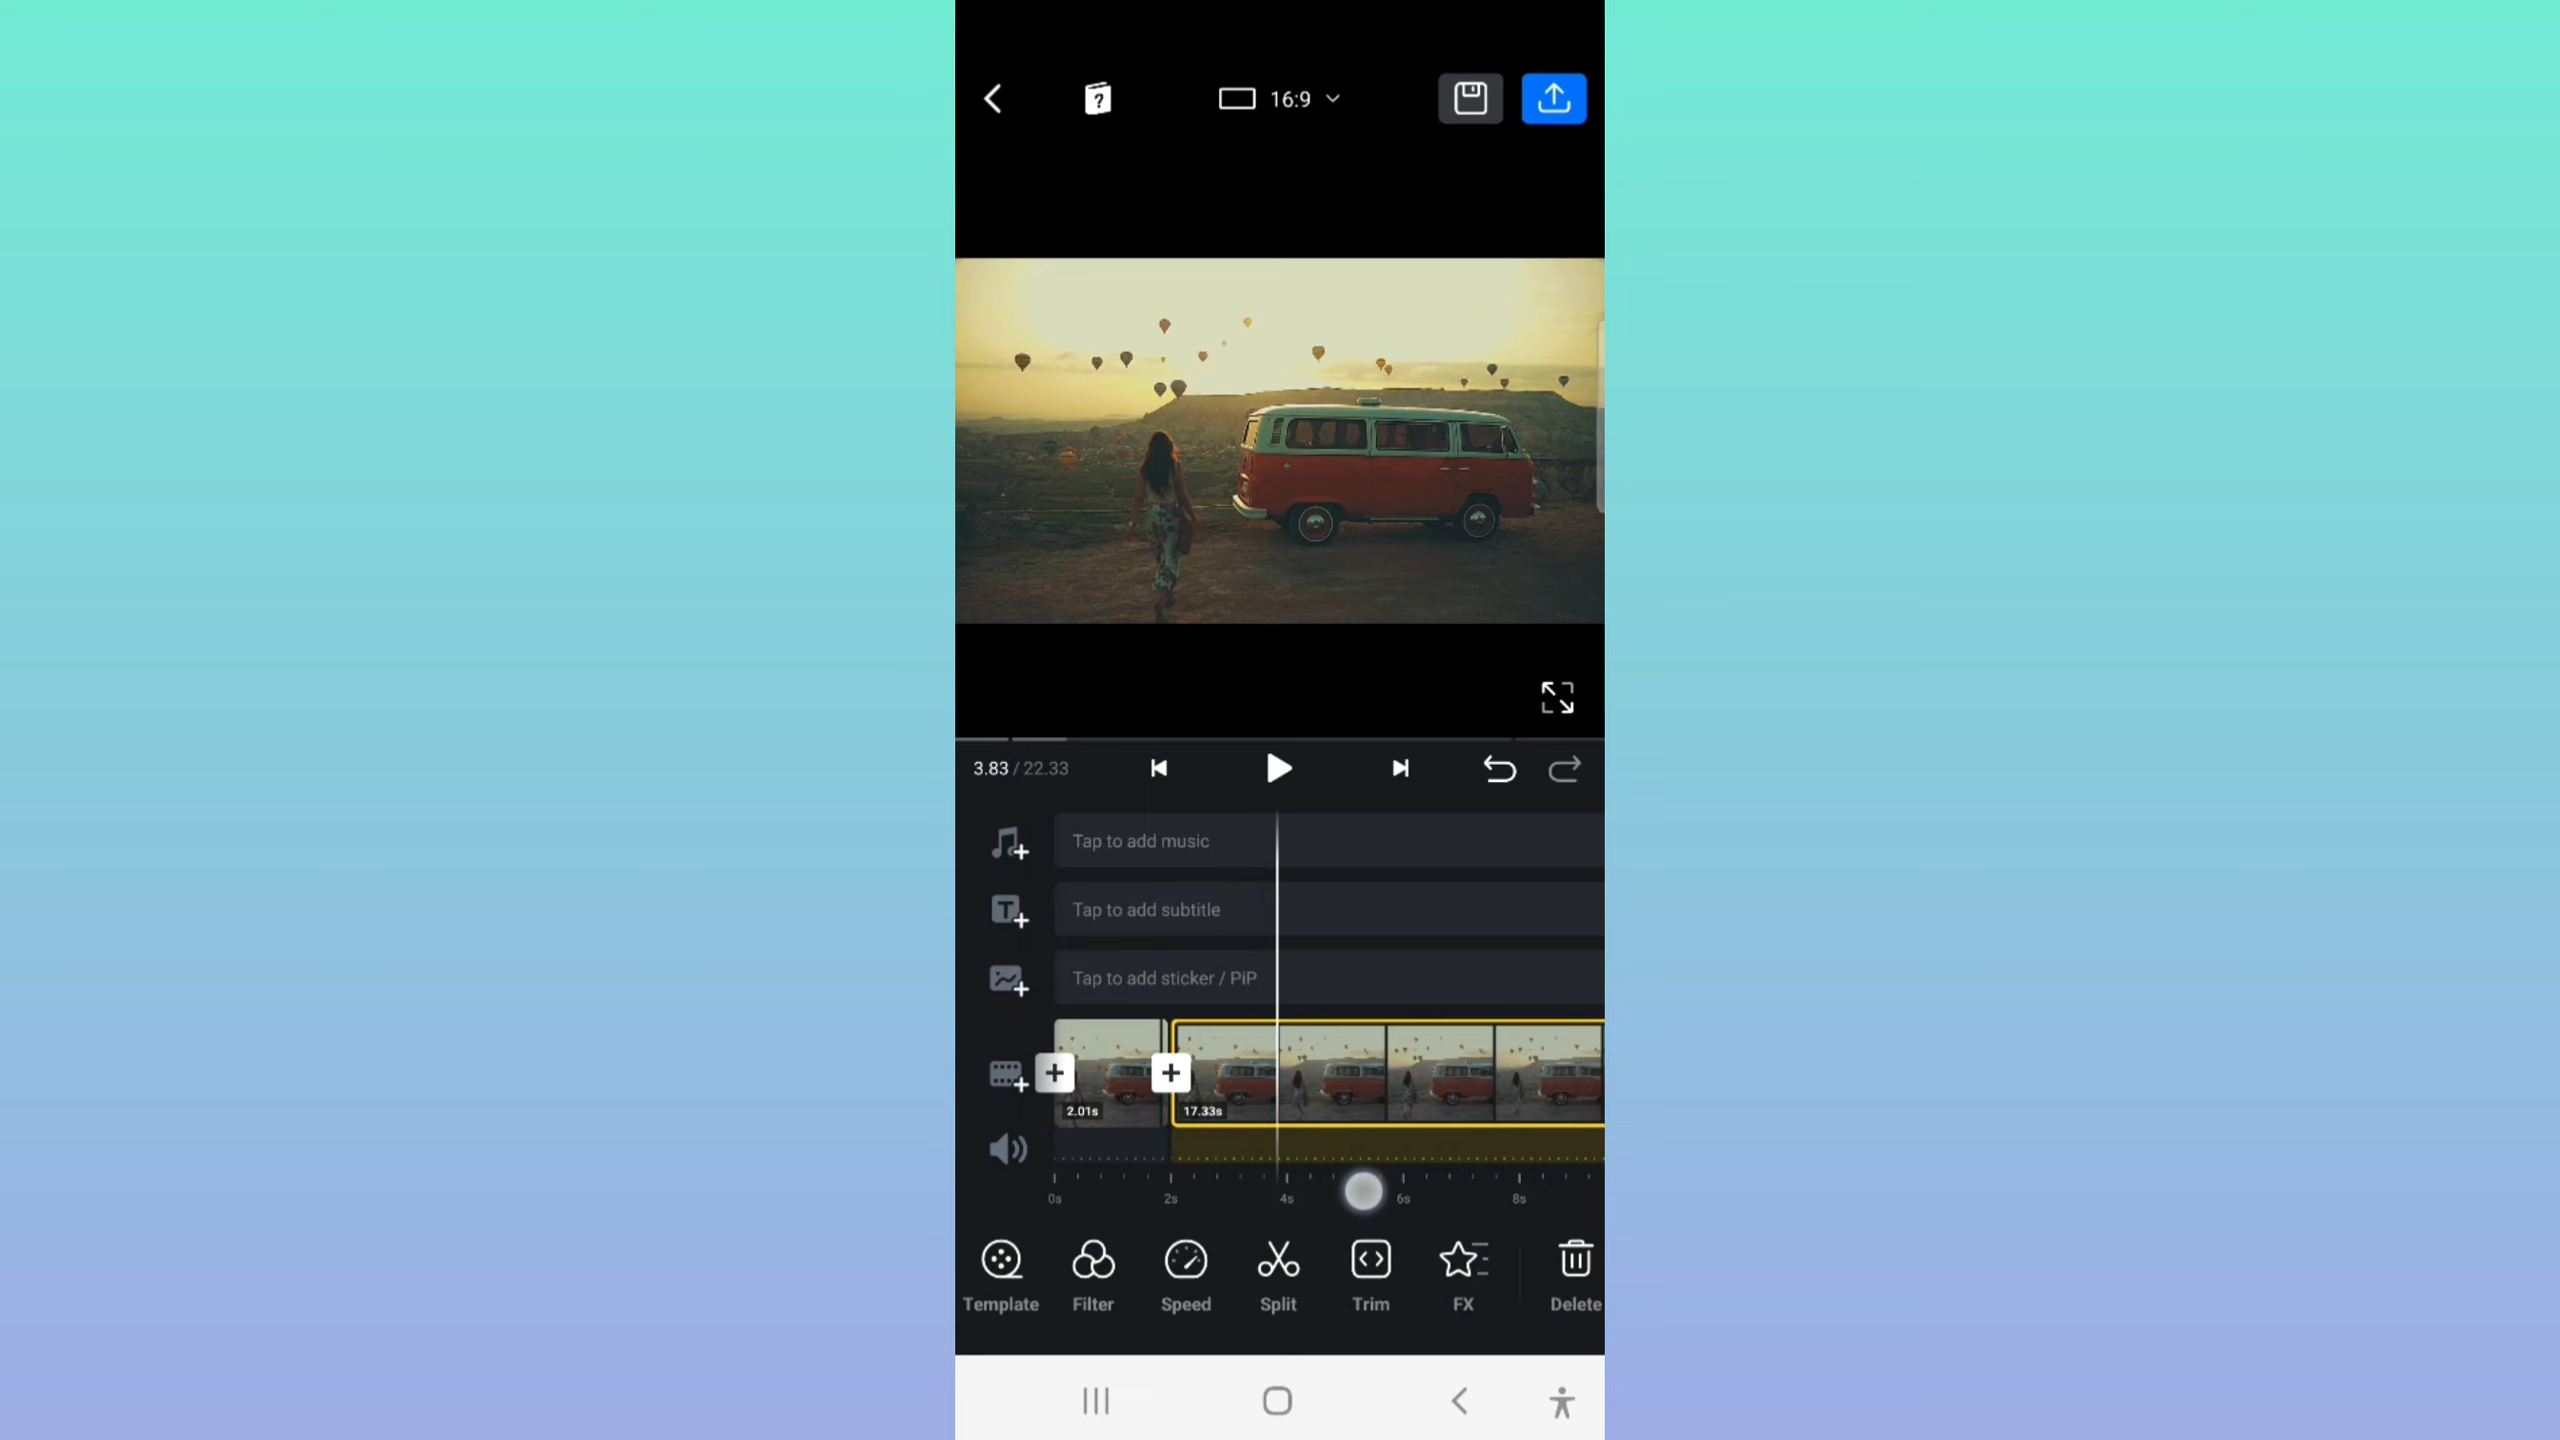 16:9
3.83 / 22.33
Tap to add music
Tap to add subtitle
Tap to add sticker / PiP
2.01s
17.33s
0s 2s 4s 6s 8s
Template Filter Speed Split Trim FX Delete